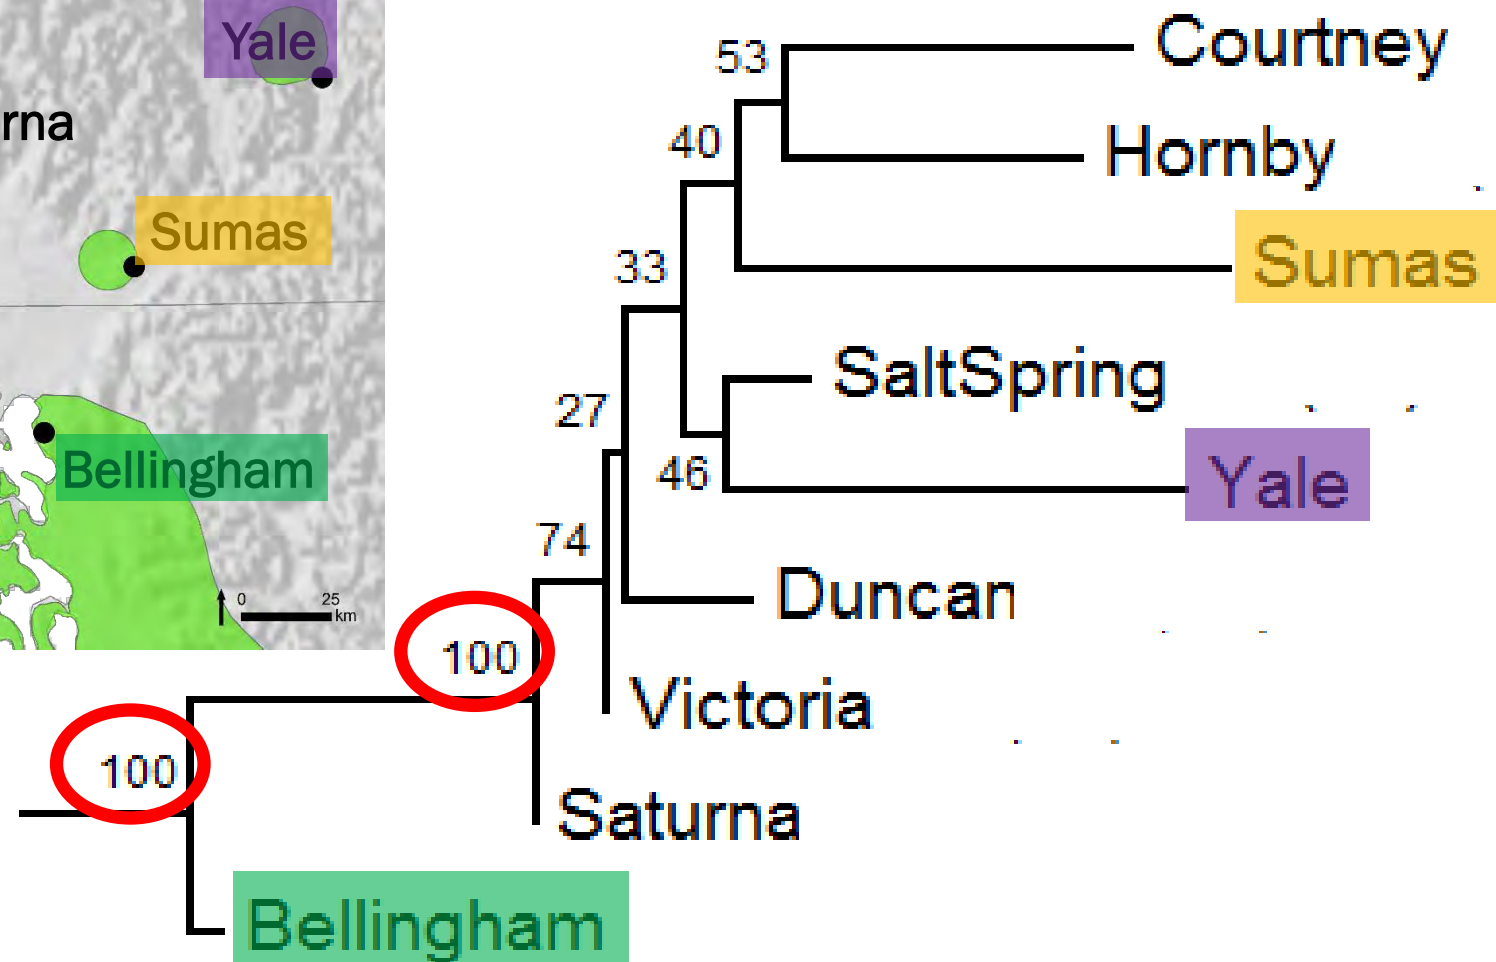 Yale
rna
Sumas
Bellingham
0 25
km
53
Courtney
40
Hornby
33
Sumas
27
SaltSpring
46
Yale
74
Duncan
100
Victoria
100
Saturna
Bellingham